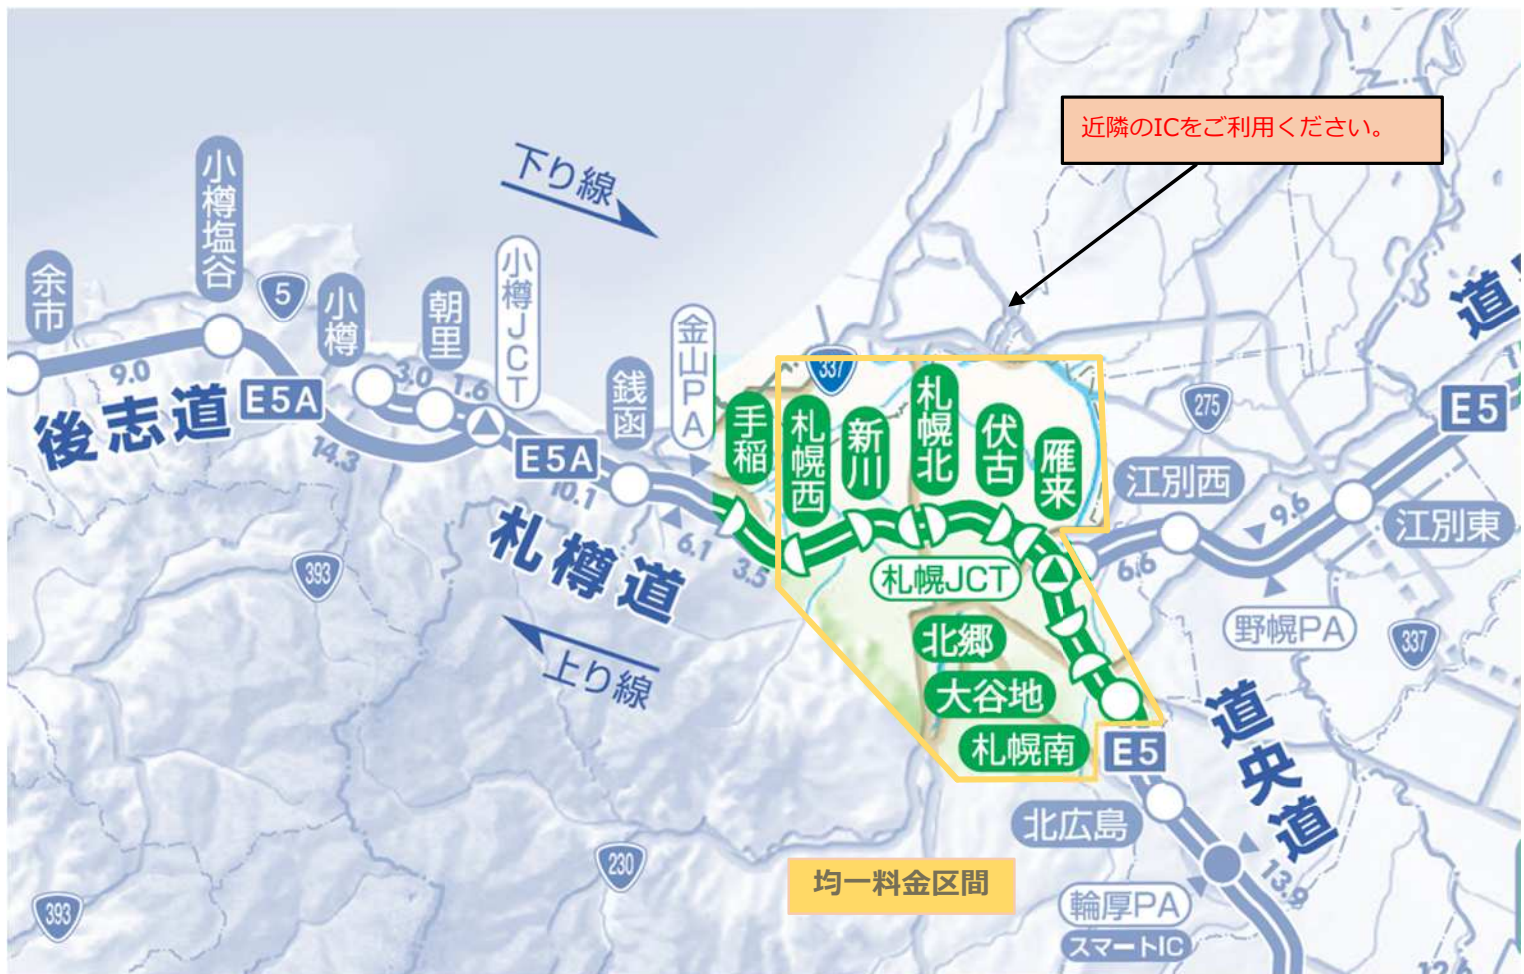 近隣のICをご利用ください。
下り線
小樽塩谷
余市
5
小樽
朝里
小樽JCT
金山PA
銭函
337
手稲
札幌西
新川
札幌北
伏古
雁来
275
E5
江別西
江別東
9.0
後志道
E5A
3.0
1.6
14.3
E5A
10.1
6.1
3.5
札樽道
393
札幌JCT
6.6
9.6
野幌PA
337
北郷
大谷地
札幌南
上り線
E5
道央道
北広島
230
均一料金区間
13.9
輪厚PA
スマートIC
393